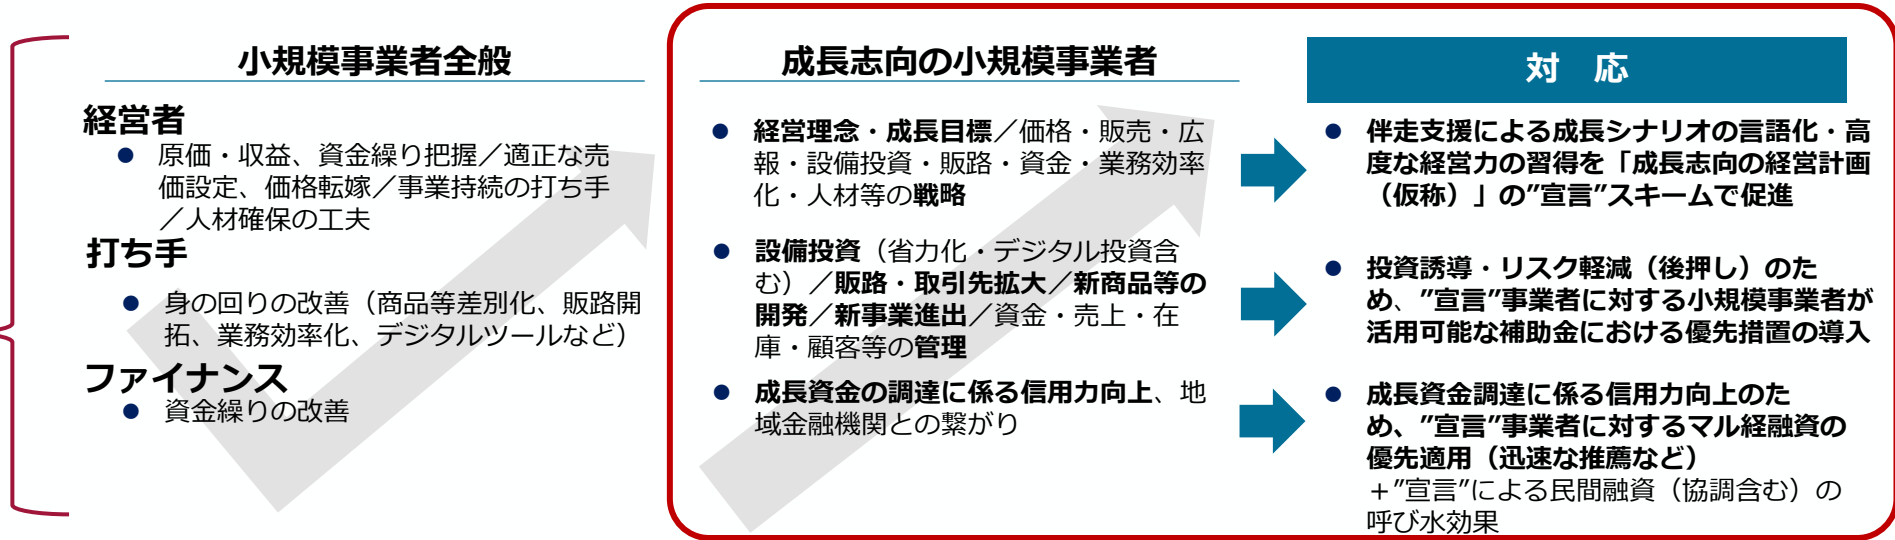 小規模事業者全般
経営者
● 原価・収益、資金繰り把握／適正な売
価設定、価格転嫁／事業持続の打ち手
／人材確保の工夫
打ち手
● 身の回りの改善（商品等差別化、販路開
拓、業務効率化、デジタルツールなど）
ファイナンス
● 資金繰りの改善
成長志向の小規模事業者
● 経営理念・成長目標／価格・販売・広
報・設備投資・販路・資金・業務効率
化・人材等の戦略
● 設備投資（省力化・デジタル投資含
む）／販路・取引先拡大／新商品等の
開発／新事業進出／資金・売上・在
庫・顧客等の管理
● 成長資金の調達に係る信用力向上、地
域金融機関との繋がり
対　応
● 伴走支援による成長シナリオの言語化・高
度な経営力の習得を「成長志向の経営計画
（仮称）」の”宣言”スキームで促進
● 投資誘導・リスク軽減（後押し）のた
め、”宣言”事業者に対する小規模事業者が
活用可能な補助金における優先措置の導入
● 成長資金調達に係る信用力向上のた
め、”宣言”事業者に対するマル経融資の
優先適用（迅速な推薦など）
＋”宣言”による民間融資（協調含む）の
呼び水効果